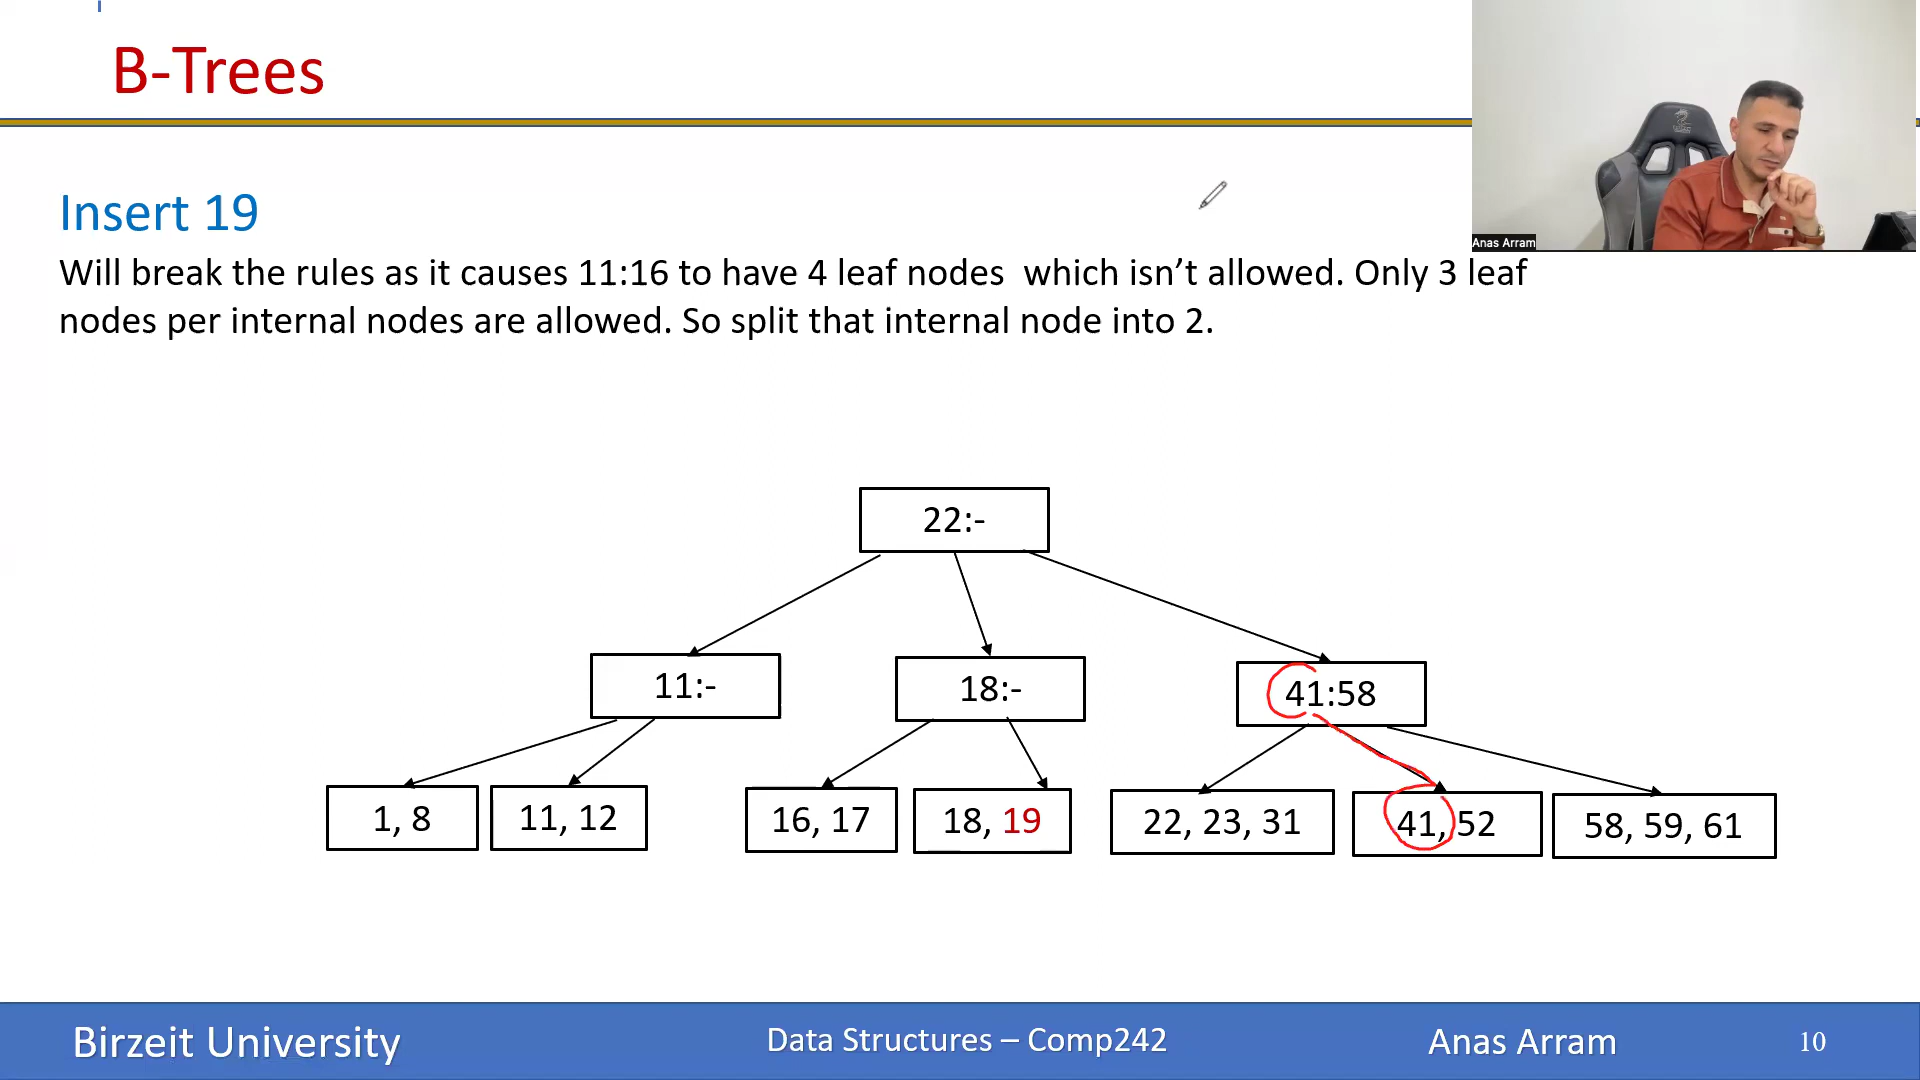 B-Trees
Anas Arram
Insert 19
Will break the rules as it causes 11:16 to have 4 leaf nodes which isn’t allowed. Only 3 leaf
nodes per internal nodes are allowed. So split that internal node into 2.
22:-
11:-
18:-
41:58
1, 8
11, 12
16, 17
18, 19
22, 23, 31
41, 52
58, 59, 61
Birzeit University
Data Structures – Comp242
Anas Arram
10